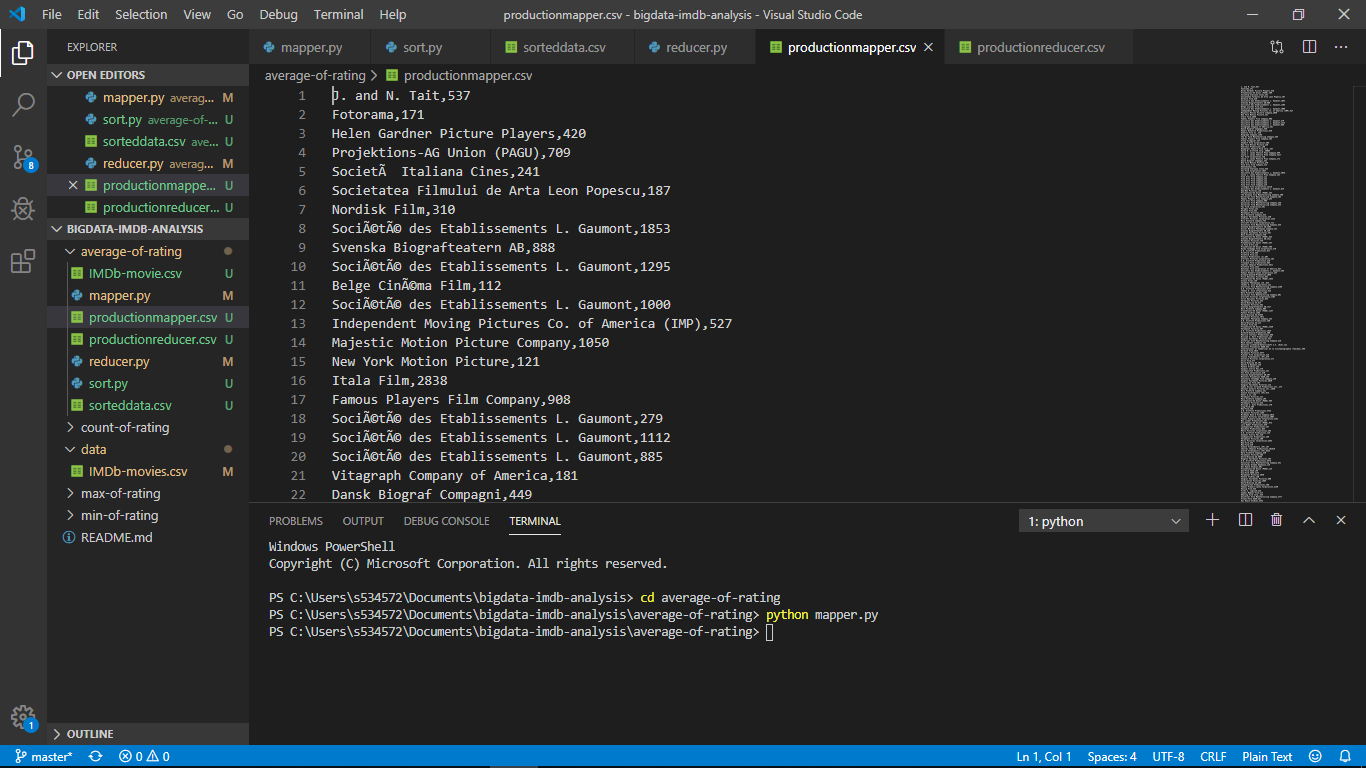 File Edit Selection View Go Debug Terminal Help productionmapper.csv - bigdata-imdb-analysis - Visual Studio Code
EXPLORER
mapper.py sort.py sorteddata.csv reducer.py productionmapper.csv productionreducer.csv
OPEN EDITORS
mapper.py averag... M
sort.py average-of-... U
sorteddata.csv ave... U
reducer.py averag... M
productionmappe... U
productionreducer... U
BIGDATA-IMDB-ANALYSIS
average-of-rating
IMDb-movie.csv U
mapper.py M
productionmapper.csv U
productionreducer.csv U
reducer.py M
sort.py U
sorteddata.csv U
count-of-rating
data
IMDb-movies.csv M
max-of-rating
min-of-rating
README.md
OUTLINE
8
1
average-of-rating > productionmapper.csv
1 J. and N. Tait,537
2 Fotorama,171
3 Helen Gardner Picture Players,420
4 Projektions-AG Union (PAGU),709
5 SocietÃ  Italiana Cines,241
6 Societatea Filmului de Arta Leon Popescu,187
7 Nordisk Film,310
8 SociÃ©tÃ© des Etablissements L. Gaumont,1853
9 Svenska Biografteatern AB,888
10 SociÃ©tÃ© des Etablissements L. Gaumont,1295
11 Belge CinÃ©ma Film,112
12 SociÃ©tÃ© des Etablissements L. Gaumont,1000
13 Independent Moving Pictures Co. of America (IMP),527
14 Majestic Motion Picture Company,1050
15 New York Motion Picture,121
16 Itala Film,2838
17 Famous Players Film Company,908
18 SociÃ©tÃ© des Etablissements L. Gaumont,279
19 SociÃ©tÃ© des Etablissements L. Gaumont,1112
20 SociÃ©tÃ© des Etablissements L. Gaumont,885
21 Vitagraph Company of America,181
22 Dansk Biograf Compagni,449
PROBLEMS OUTPUT DEBUG CONSOLE TERMINAL 1: python
Windows PowerShell
Copyright (C) Microsoft Corporation. All rights reserved.
PS C:\Users\s534572\Documents\bigdata-imdb-analysis> cd average-of-rating
PS C:\Users\s534572\Documents\bigdata-imdb-analysis\average-of-rating> python mapper.py
PS C:\Users\s534572\Documents\bigdata-imdb-analysis\average-of-rating>
master* 0 0 Ln 1, Col 1 Spaces: 4 UTF-8 CRLF Plain Text